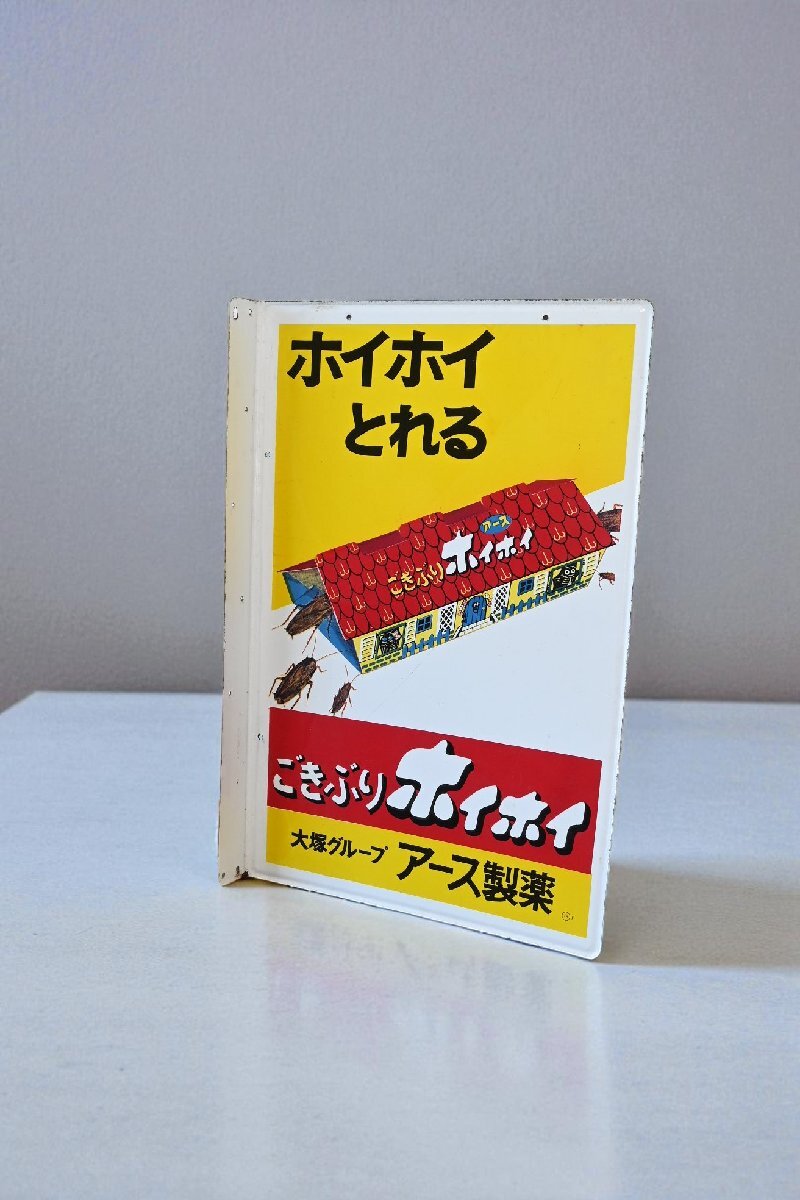 ホイホイ
とれる
アース
ごきぶりホイホイ
ごきぶりホイホイ
大塚グループ アース製薬